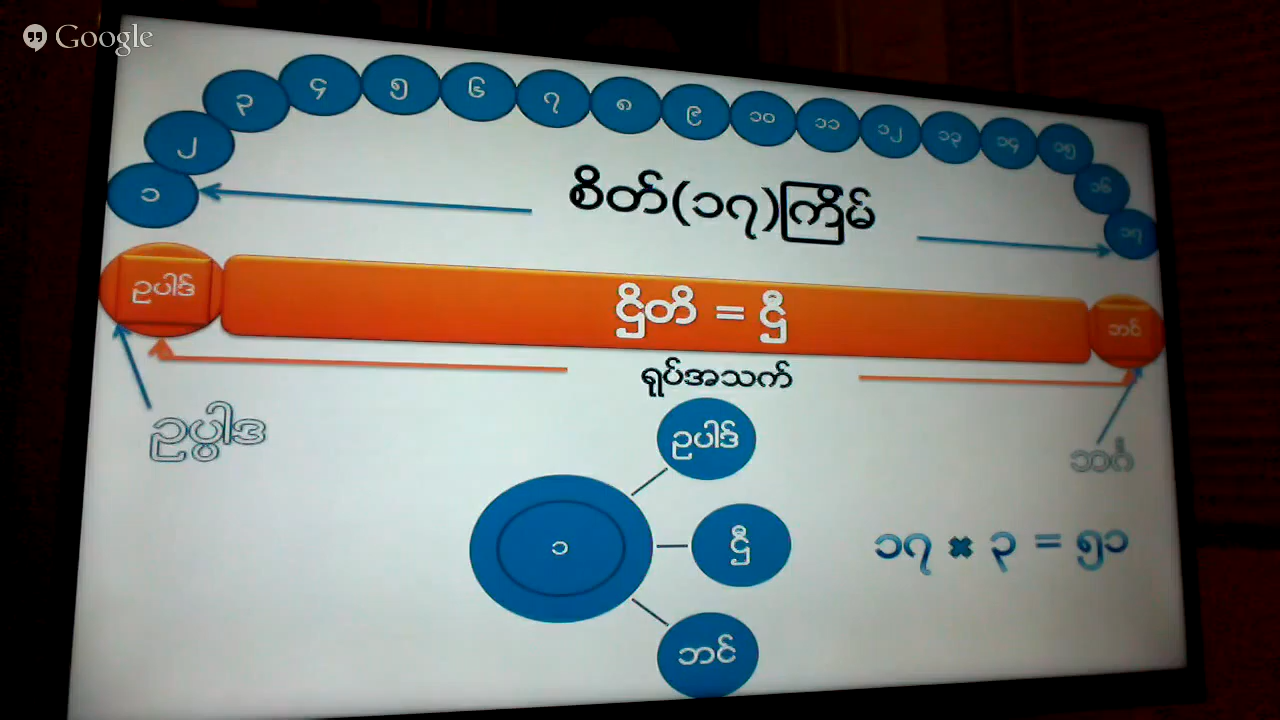 Google
၁
၂
၃
၄
၅
၆
၇
၈
၉
၁၀
၁၁
၁၂
၁၃
၁၄
၁၅
၁၆
၁၇
စိတ်(၁၇)ကြိမ်
ဥပါဒ်
ဌိတိ = ဌီ
ဘင်
ရုပ်အသက်
ဥပ္ပါဒ
ဘင်္ဂ
ဥပါဒ်
၁
ဌီ
ဘင်
၁၇ × ၃ = ၅၁